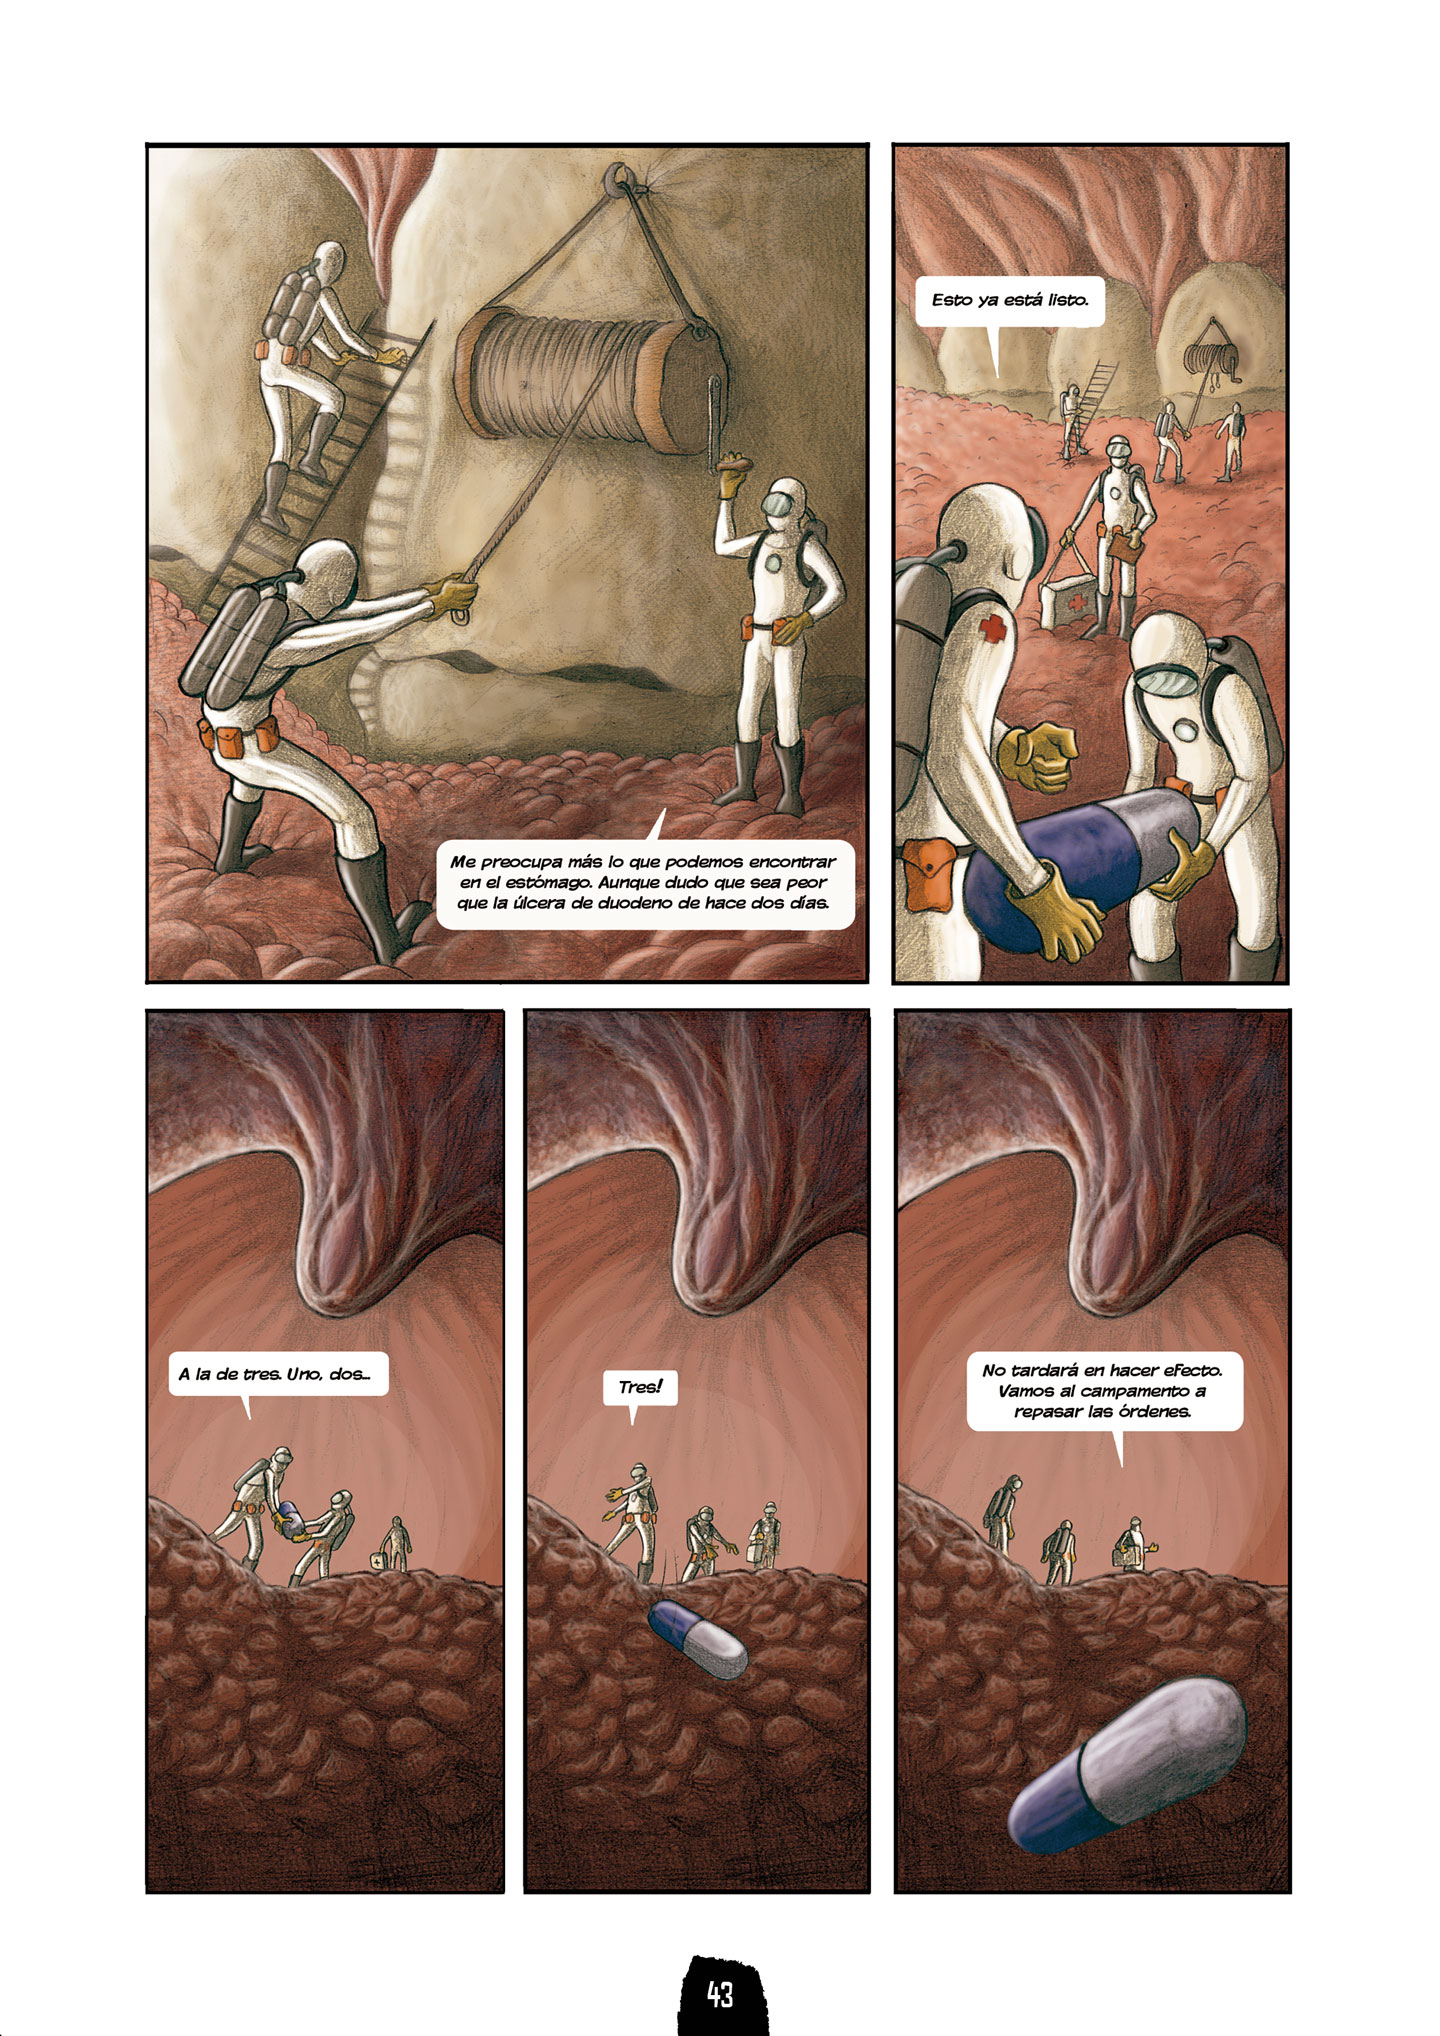 Me preocupa más lo que podemos encontrar
en el estómago. Aunque dudo que sea peor
que la úlcera de duodeno de hace dos días.
Esto ya está listo.
A la de tres. Uno, dos...
Tres!
No tardará en hacer efecto.
Vamos al campamento a
repasar las órdenes.
43